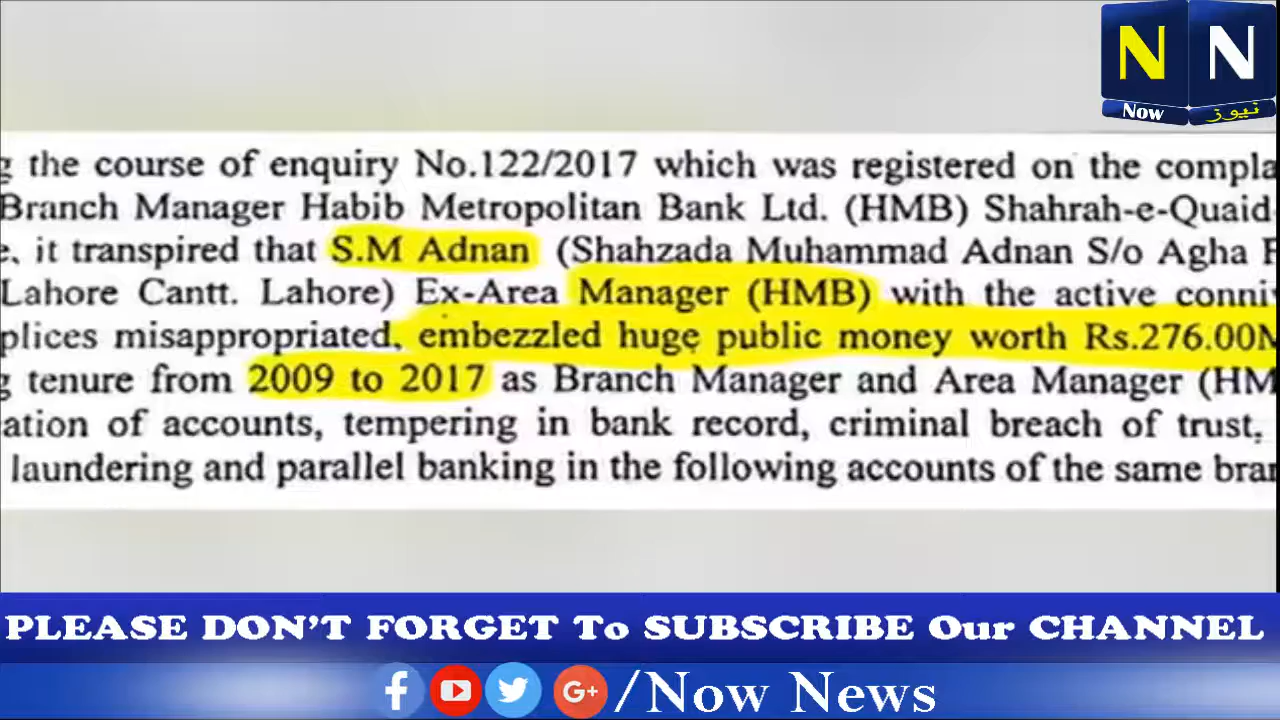 N N
Now نیوز
g the course of enquiry No.122/2017 which was registered on the compla
Branch Manager Habib Metropolitan Bank Ltd. (HMB) Shahrah-e-Quaid-
e, it transpired that S.M Adnan (Shahzada Muhammad Adnan S/o Agha F
Lahore Cantt. Lahore) Ex-Area Manager (HMB) with the active conni
plices misappropriated, embezzled huge public money worth Rs.276.00M
g tenure from 2009 to 2017 as Branch Manager and Area Manager (HM
ation of accounts, tempering in bank record, criminal breach of trust,
laundering and parallel banking in the following accounts of the same bran
PLEASE DON'T FORGET To SUBSCRIBE Our CHANNEL
f G+ /Now News